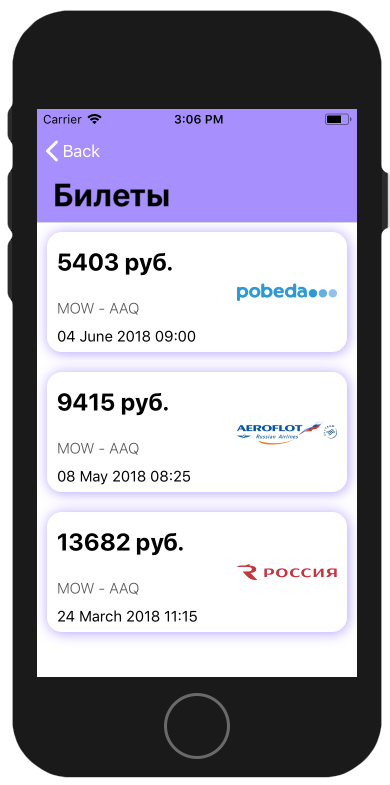 Carrier 3:06 PM
Back
Билеты
5403 руб.
pobeda
MOW - AAQ
04 June 2018 09:00
9415 руб.
AEROFLOT
Russian Airlines
MOW - AAQ
08 May 2018 08:25
13682 руб.
РОССИЯ
MOW - AAQ
24 March 2018 11:15